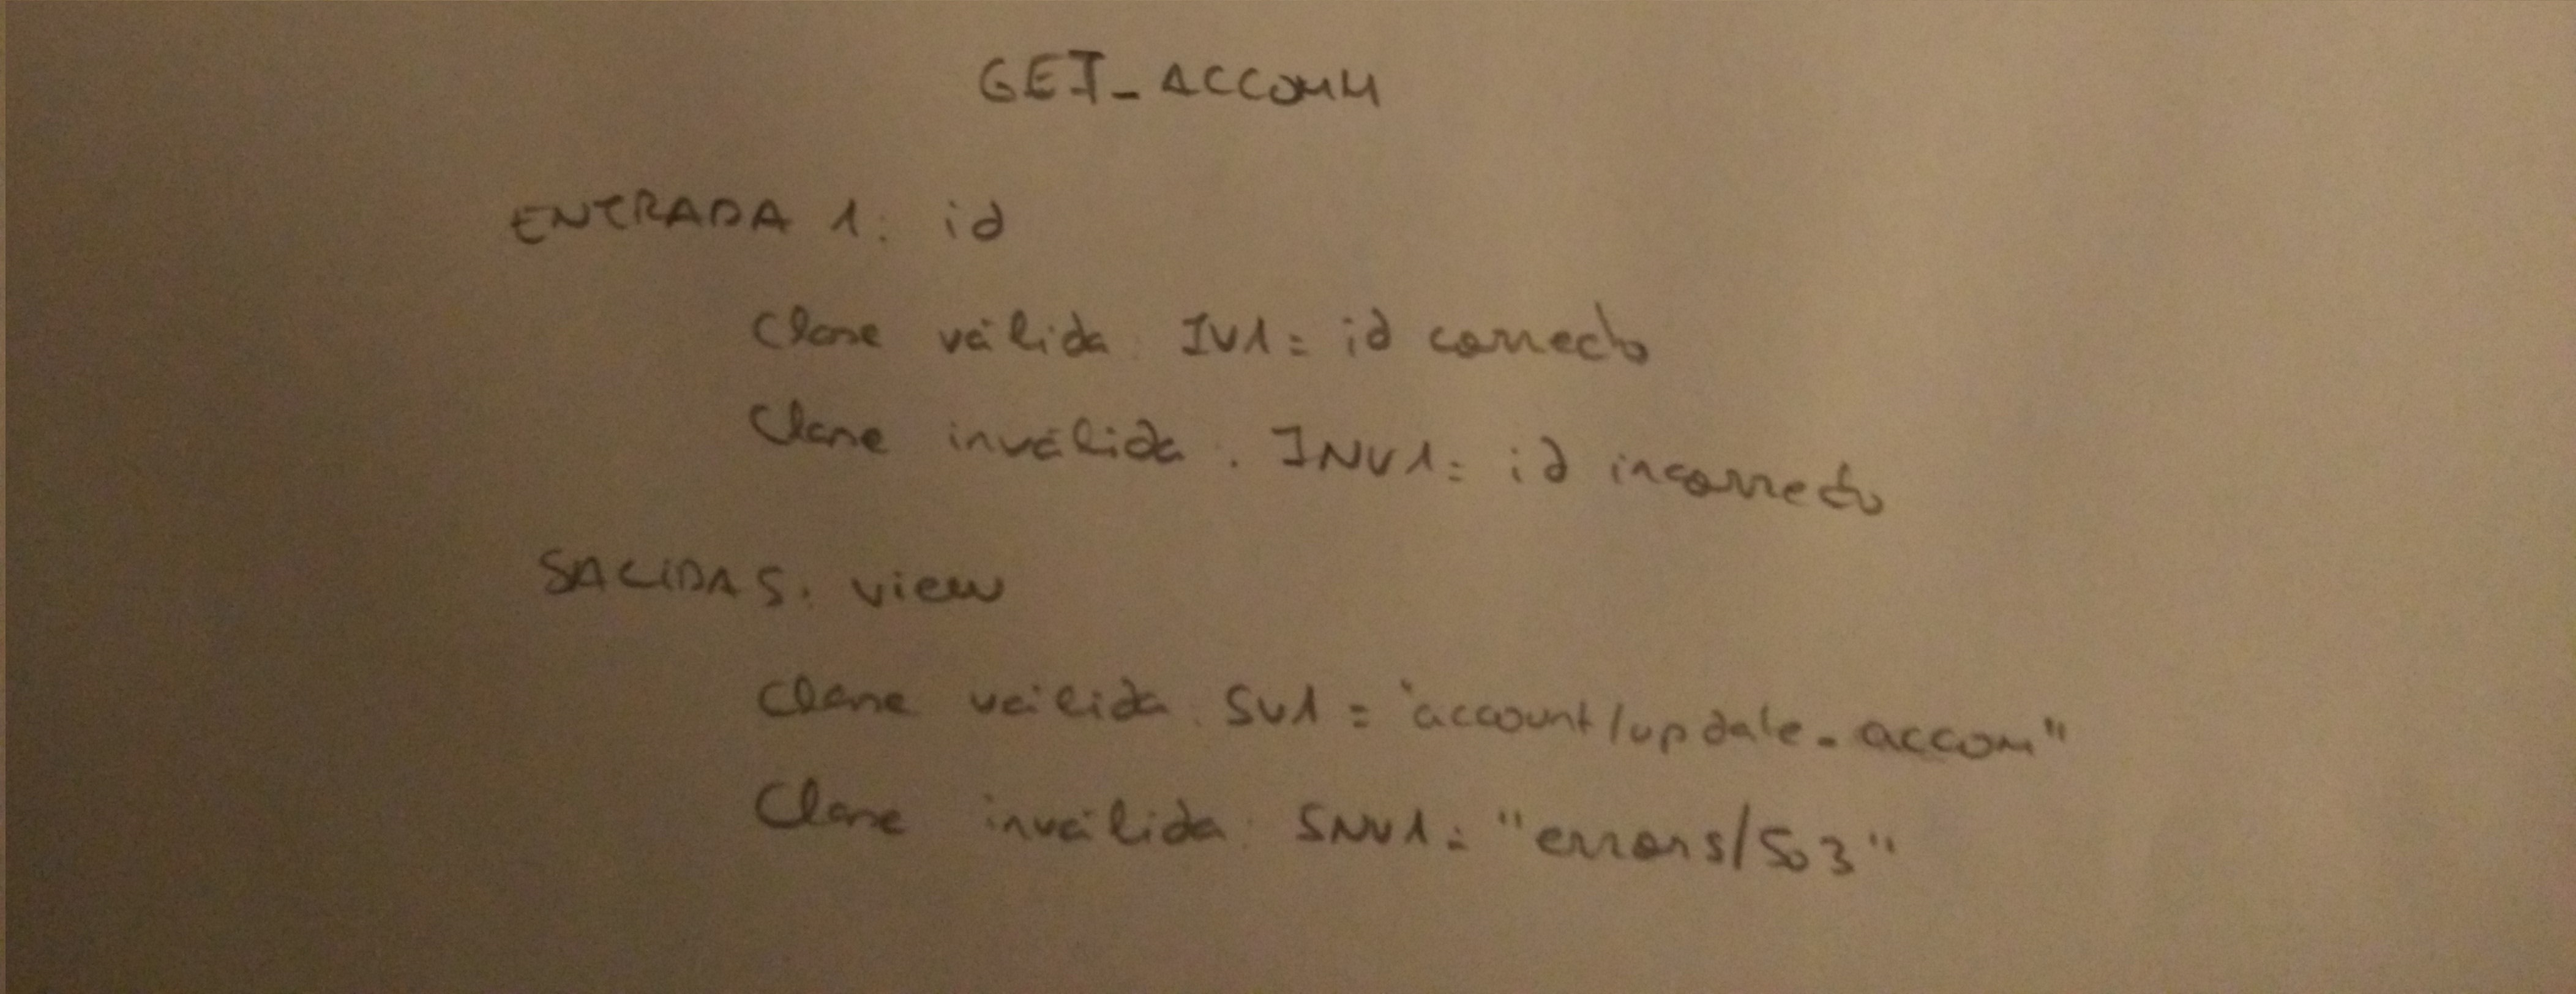 GET_ACCOMM
ENTRADA 1: id
Clase válida: IV1= id correcto
Clase inválida: INV1= id incorrecto
SALIDAS: view
Clase válida: SV1 = "account/update_accom"
Clase inválida: SNV1= "errors/503"